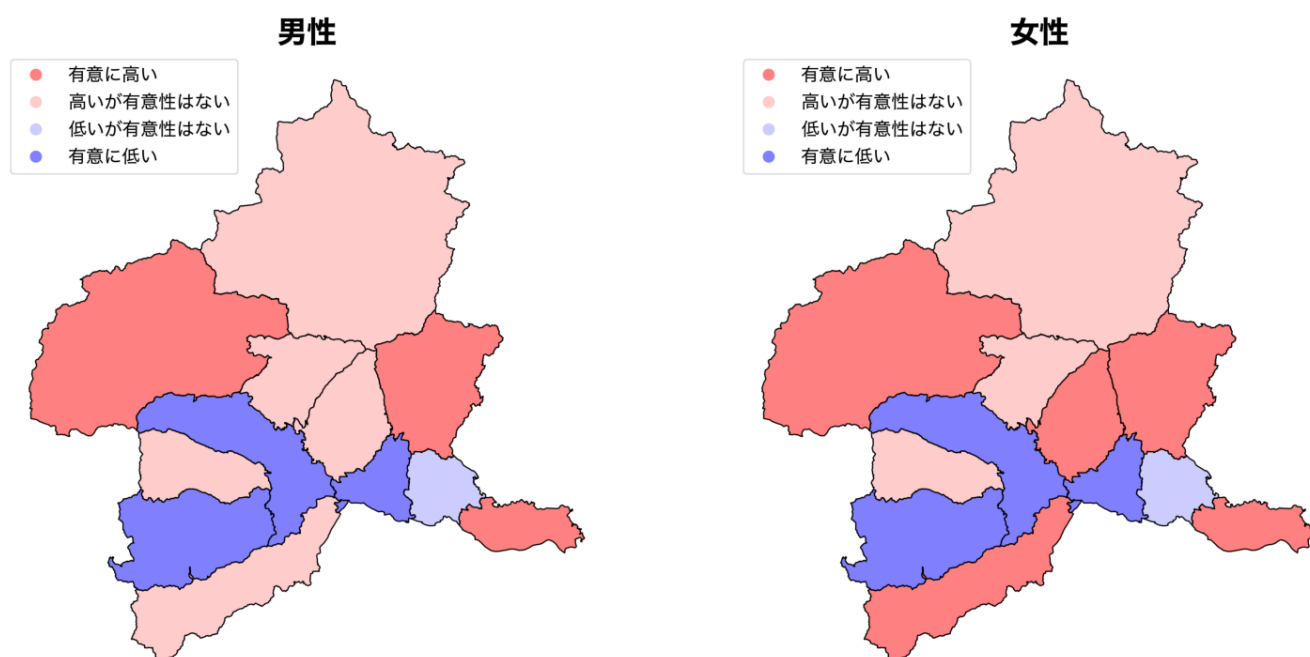 男性
有意に高い
高いが有意性はない
低いが有意性はない
有意に低い
女性
有意に高い
高いが有意性はない
低いが有意性はない
有意に低い